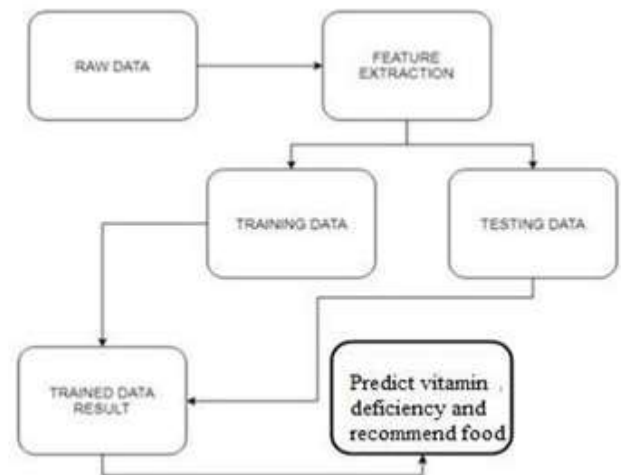 RAW DATA
FEATURE
EXTRACTION
TRAINING DATA
TESTING DATA
TRAINED DATA
RESULT
Predict vitamin
deficiency and
recommend food